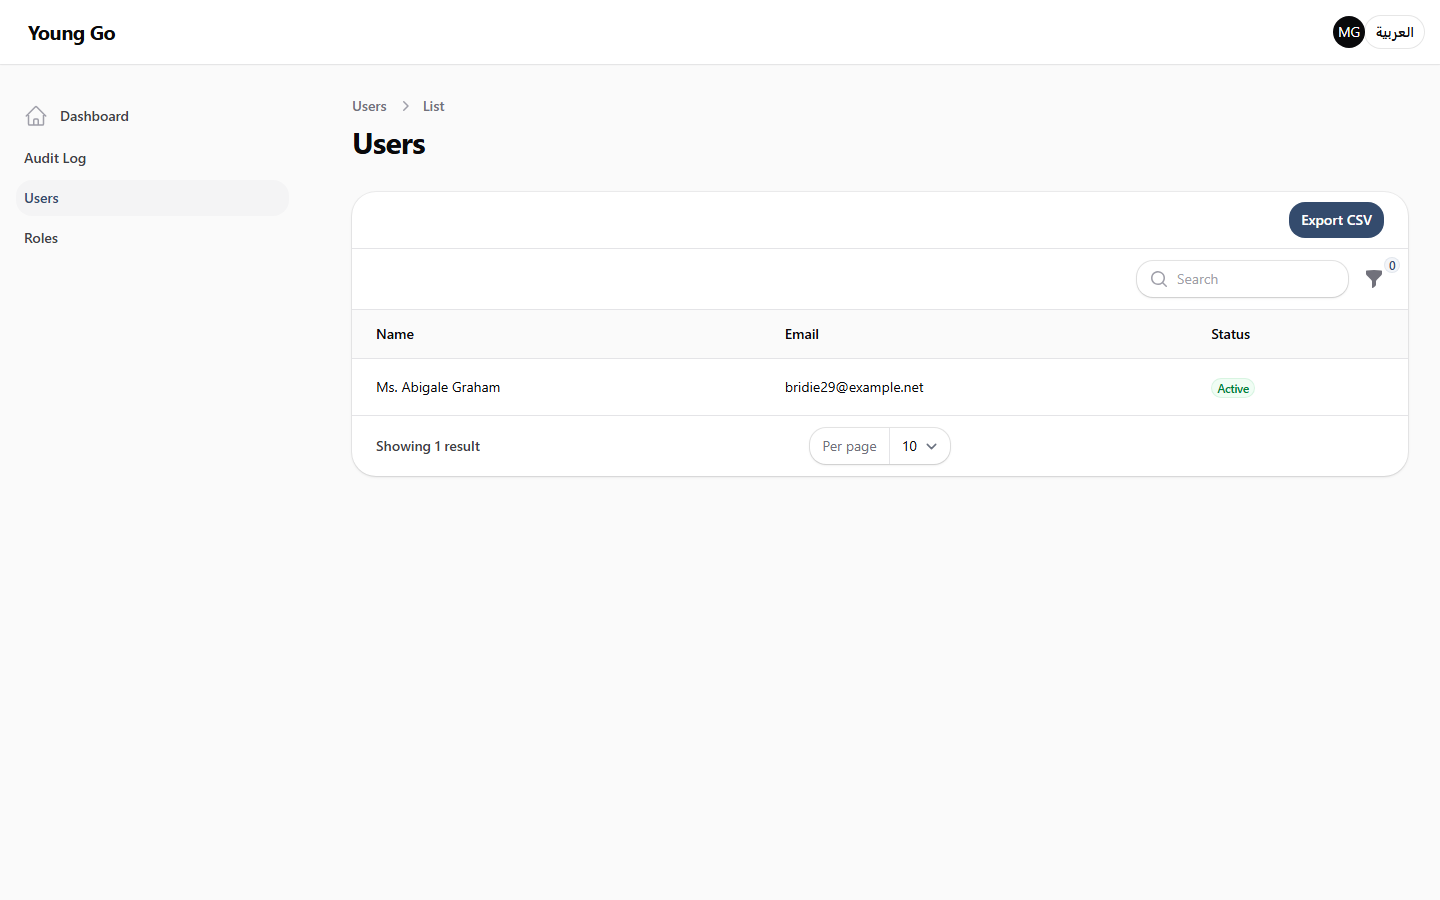 Young Go
MG
العربية
Dashboard
Audit Log
Users
Roles
Users
List
Users
Export CSV
Search
0
Name
Email
Status
Ms. Abigale Graham
bridie29@example.net
Active
Showing 1 result
Per page
10